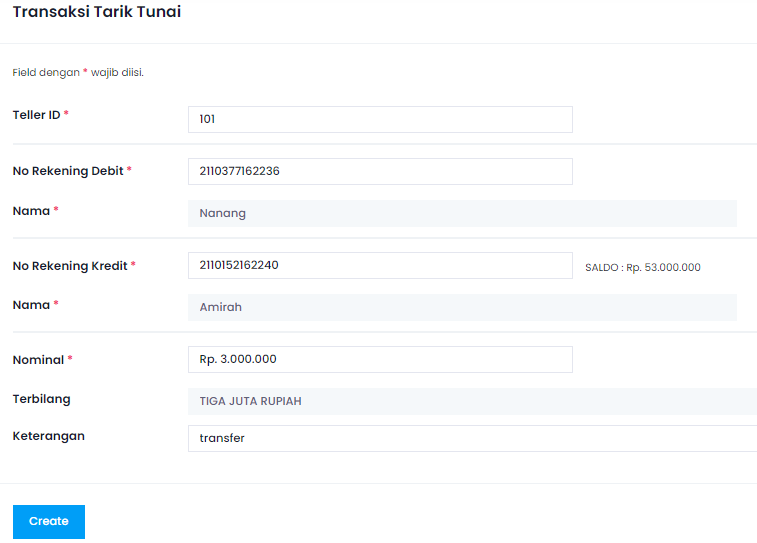 Transaksi Tarik Tunai
Field dengan * wajib diisi.
Teller ID * 101
No Rekening Debit * 2110377162236
Nama * Nanang
No Rekening Kredit * 2110152162240 SALDO : Rp. 53.000.000
Nama * Amirah
Nominal * Rp. 3.000.000
Terbilang TIGA JUTA RUPIAH
Keterangan transfer
Create